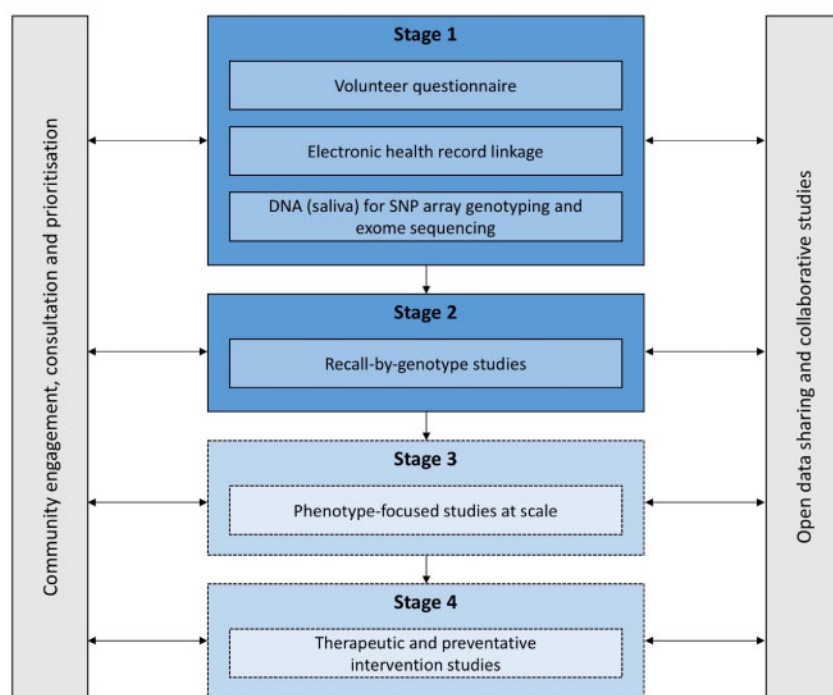 Community engagement, consultation and prioritisation
Stage 1
Volunteer questionnaire
Electronic health record linkage
DNA (saliva) for SNP array genotyping and
exome sequencing
Stage 2
Recall-by-genotype studies
Stage 3
Phenotype-focused studies at scale
Stage 4
Therapeutic and preventative
intervention studies
Open data sharing and collaborative studies